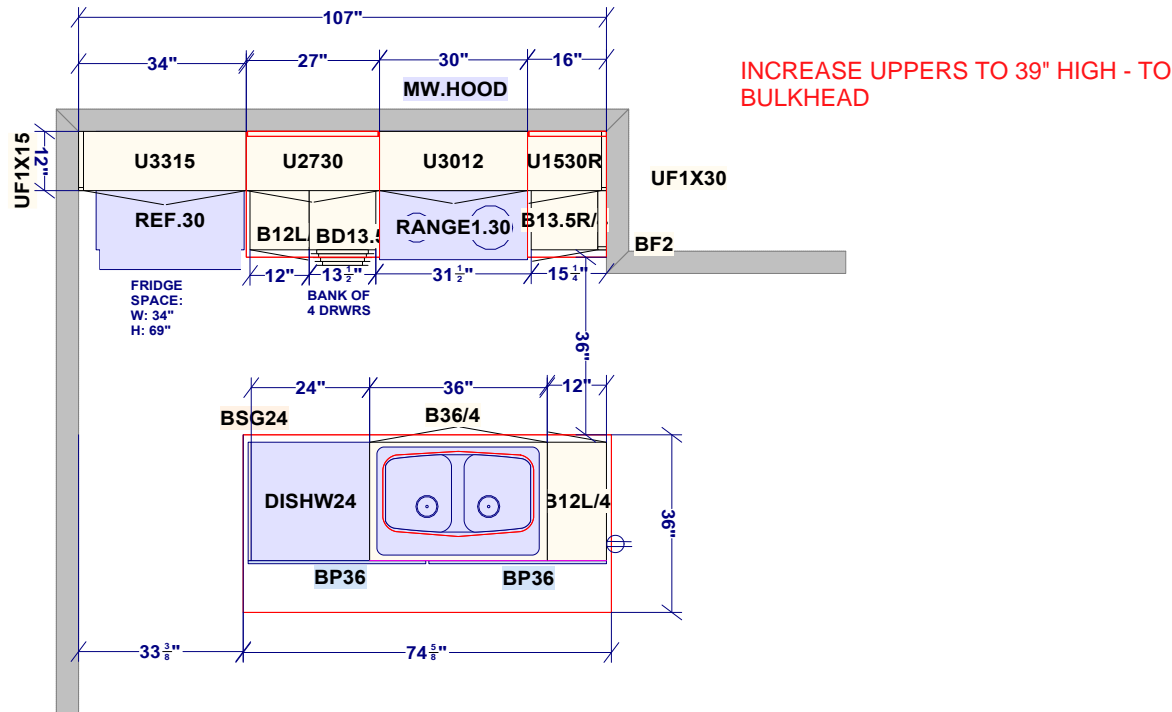 107"
34"
27"
30"
16"
MW.HOOD
INCREASE UPPERS TO 39" HIGH - TO
BULKHEAD
UF1X15
12"
U3315
U2730
U3012
U1530R
UF1X30
REF.30
B12L/
BD13.5
RANGE1.30
B13.5R/
BF2
12"
13 1/2"
31 1/2"
15 1/4"
FRIDGE
SPACE:
W: 34"
H: 69"
BANK OF
4 DRWRS
36"
24"
36"
12"
BSG24
B36/4
DISHW24
B12L/4
36"
BP36
BP36
33 3/8"
74 5/8"